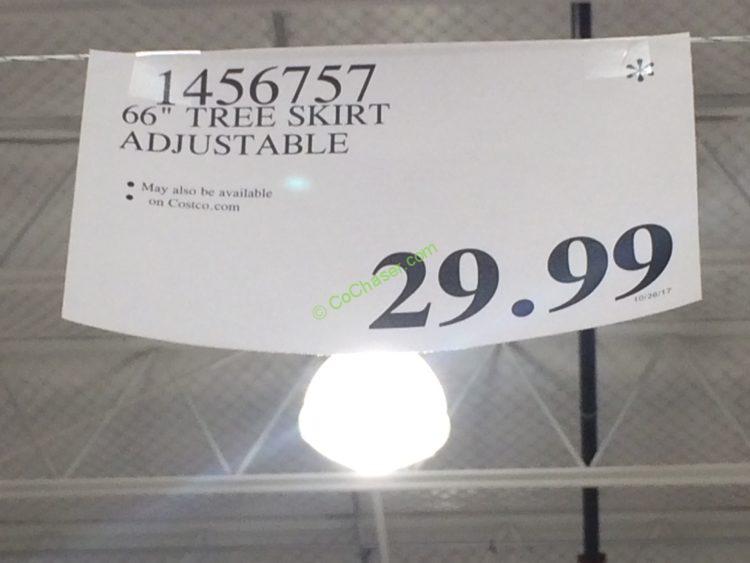 1456757 *
66" TREE SKIRT
ADJUSTABLE
• May also be available
• on Costco.com
29.99
10/26/17
© CoChaser.com